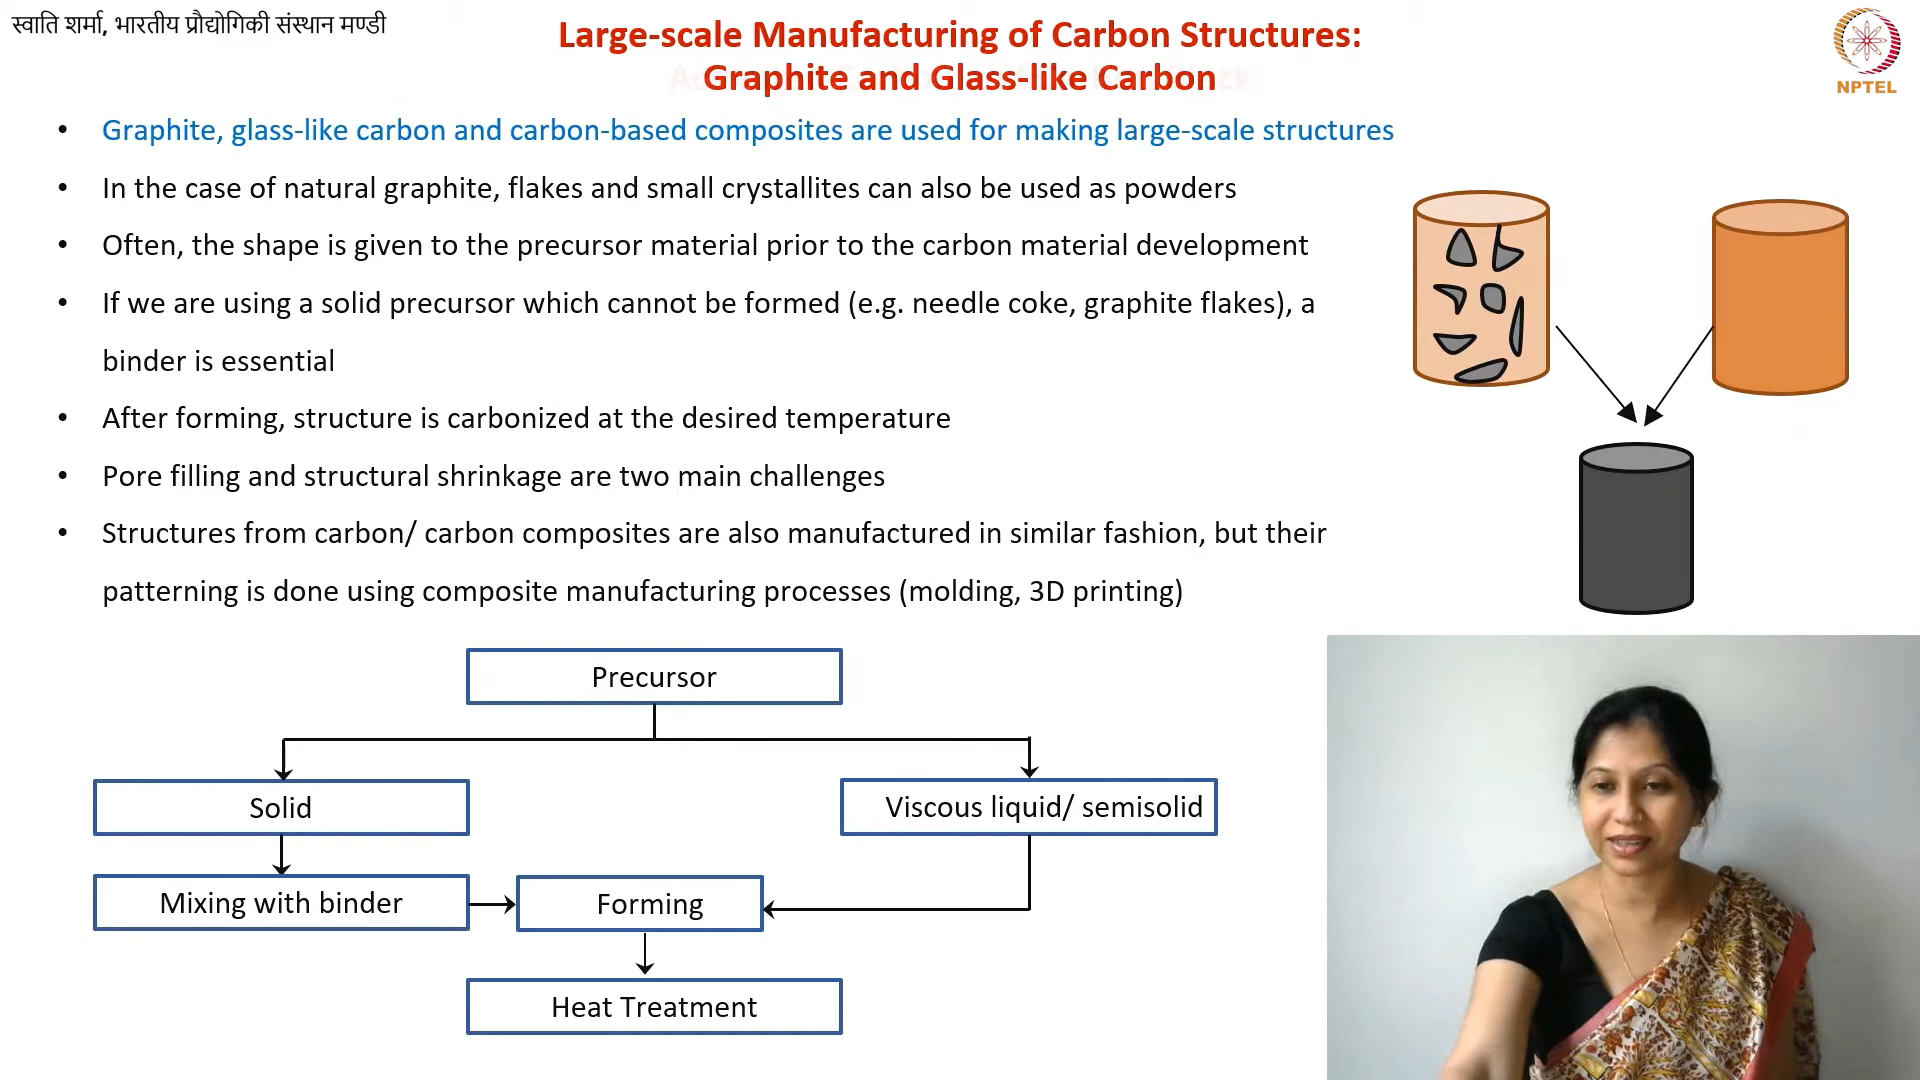 स्वाति शर्मा, भारतीय प्रौद्योगिकी संस्थान मण्डी
Large-scale Manufacturing of Carbon Structures:
Graphite and Glass-like Carbon
NPTEL
• Graphite, glass-like carbon and carbon-based composites are used for making large-scale structures
• In the case of natural graphite, flakes and small crystallites can also be used as powders
• Often, the shape is given to the precursor material prior to the carbon material development
• If we are using a solid precursor which cannot be formed (e.g. needle coke, graphite flakes), a
binder is essential
• After forming, structure is carbonized at the desired temperature
• Pore filling and structural shrinkage are two main challenges
• Structures from carbon/ carbon composites are also manufactured in similar fashion, but their
patterning is done using composite manufacturing processes (molding, 3D printing)
Precursor
Solid
Viscous liquid/ semisolid
Mixing with binder
Forming
Heat Treatment